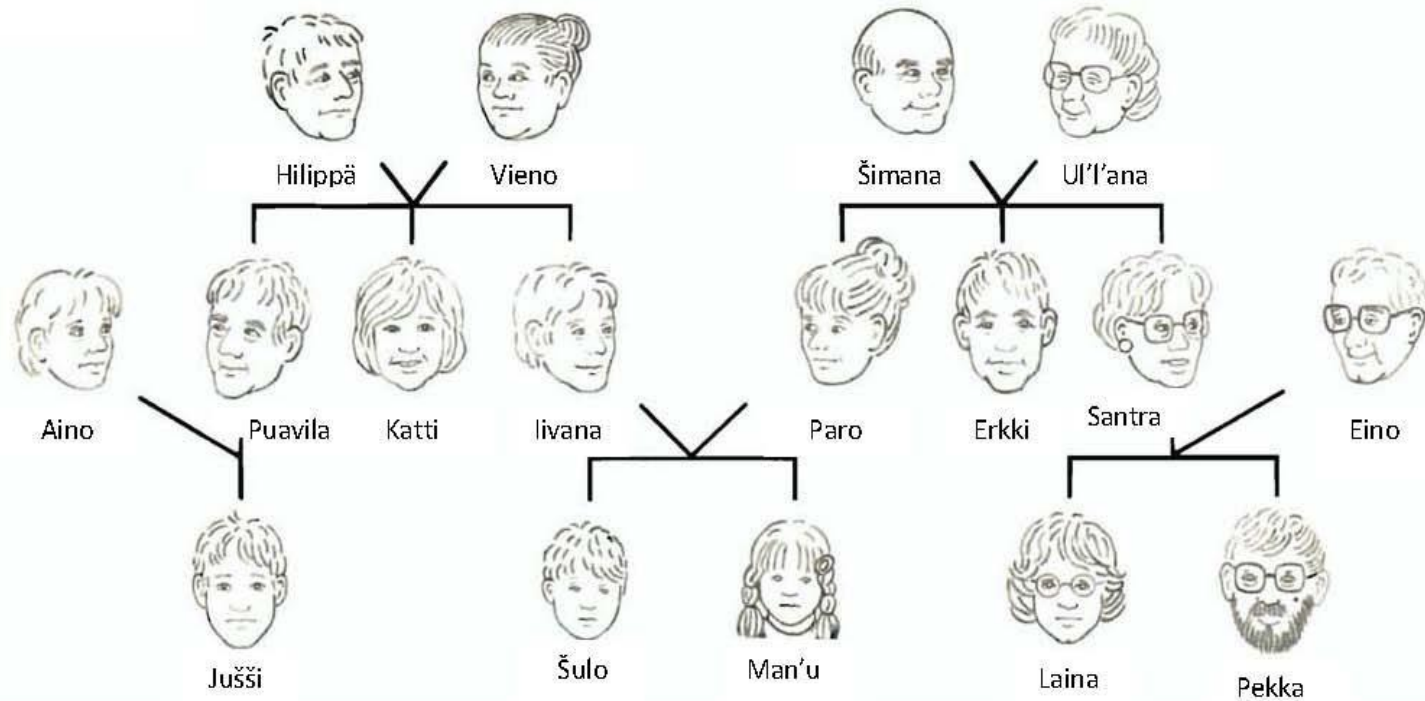 Hilippä Vieno Šimana Ul'l'ana
Aino Puavila Katti Iivana Paro Erkki Santra Eino
Jušši Šulo Man'u Laina Pekka